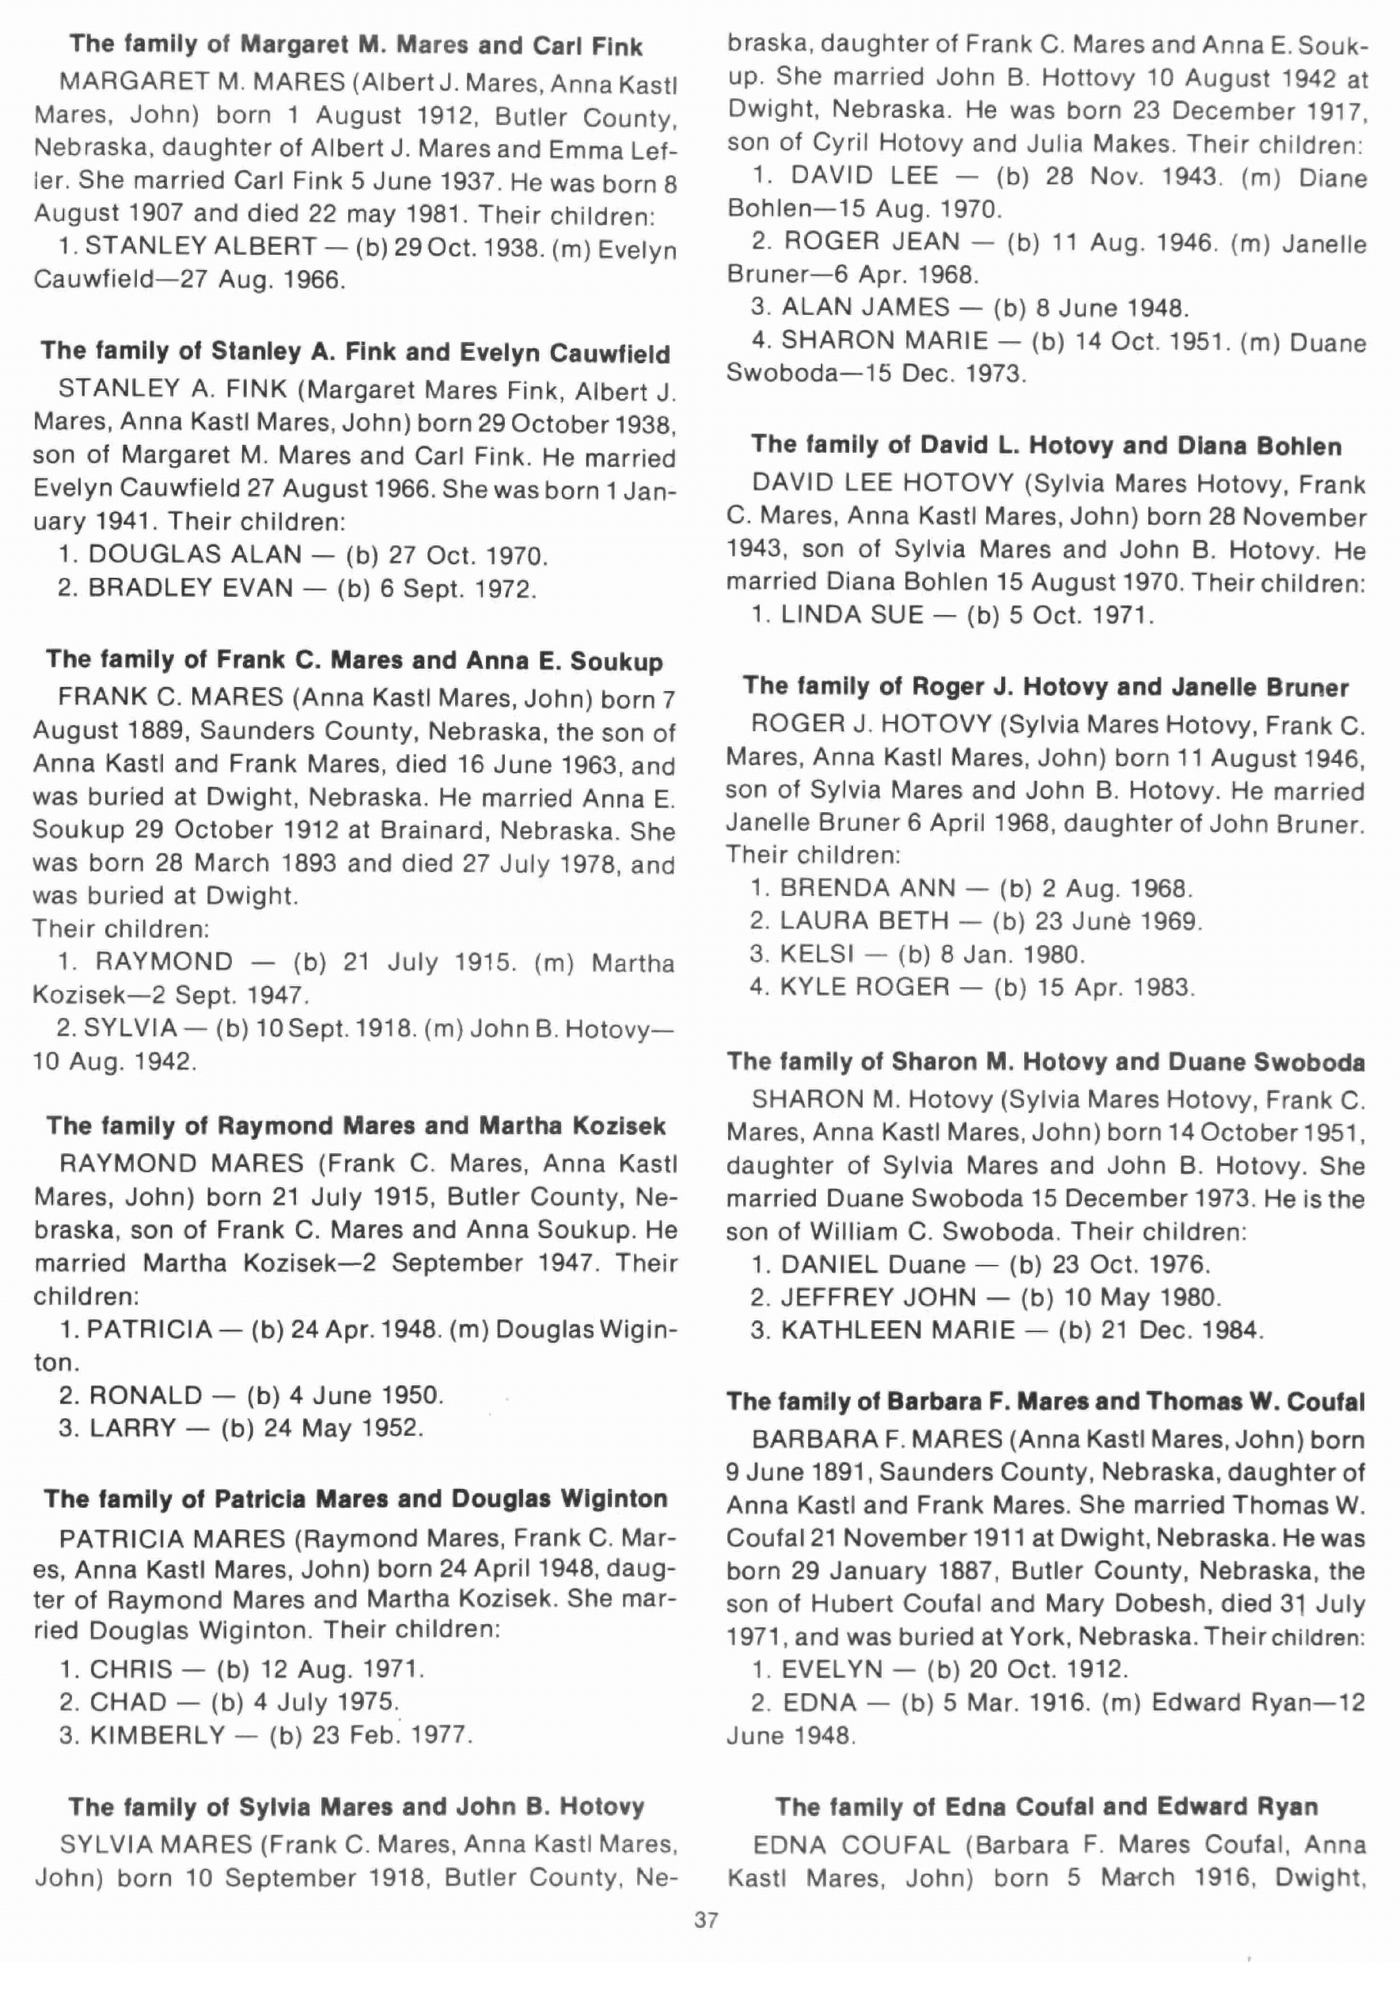 The family of Margaret M. Mares and Carl Fink
MARGARET M. MARES (Albert J. Mares, Anna Kastl
Mares, John) born 1 August 1912, Butler County,
Nebraska, daughter of Albert J. Mares and Emma Lef-
ler. She married Carl Fink 5 June 1937. He was born 8
August 1907 and died 22 may 1981. Their children:
1. STANLEY ALBERT — (b) 29 Oct. 1938. (m) Evelyn
Cauwfield—27 Aug. 1966.
The family of Stanley A. Fink and Evelyn Cauwfield
STANLEY A. FINK (Margaret Mares Fink, Albert J.
Mares, Anna Kastl Mares, John) born 29 October 1938,
son of Margaret M. Mares and Carl Fink. He married
Evelyn Cauwfield 27 August 1966. She was born 1 Jan-
uary 1941. Their children:
1. DOUGLAS ALAN — (b) 27 Oct. 1970.
2. BRADLEY EVAN — (b) 6 Sept. 1972.
The family of Frank C. Mares and Anna E. Soukup
FRANK C. MARES (Anna Kastl Mares, John) born 7
August 1889, Saunders County, Nebraska, the son of
Anna Kastl and Frank Mares, died 16 June 1963, and
was buried at Dwight, Nebraska. He married Anna E.
Soukup 29 October 1912 at Brainard, Nebraska. She
was born 28 March 1893 and died 27 July 1978, and
was buried at Dwight.
Their children:
1. RAYMOND — (b) 21 July 1915. (m) Martha
Kozisek—2 Sept. 1947.
2. SYLVIA — (b) 10 Sept. 1918. (m) John B. Hotovy—
10 Aug. 1942.
The family of Raymond Mares and Martha Kozisek
RAYMOND MARES (Frank C. Mares, Anna Kastl
Mares, John) born 21 July 1915, Butler County, Ne-
braska, son of Frank C. Mares and Anna Soukup. He
married Martha Kozisek—2 September 1947. Their
children:
1. PATRICIA — (b) 24 Apr. 1948. (m) Douglas Wigin-
ton.
2. RONALD — (b) 4 June 1950.
3. LARRY — (b) 24 May 1952.
The family of Patricia Mares and Douglas Wiginton
PATRICIA MARES (Raymond Mares, Frank C. Mar-
es, Anna Kastl Mares, John) born 24 April 1948, daug-
ter of Raymond Mares and Martha Kozisek. She mar-
ried Douglas Wiginton. Their children:
1. CHRIS — (b) 12 Aug. 1971.
2. CHAD — (b) 4 July 1975.
3. KIMBERLY — (b) 23 Feb. 1977.
The family of Sylvia Mares and John B. Hotovy
SYLVIA MARES (Frank C. Mares, Anna Kastl Mares,
John) born 10 September 1918, Butler County, Ne-
braska, daughter of Frank C. Mares and Anna E. Souk-
up. She married John B. Hottovy 10 August 1942 at
Dwight, Nebraska. He was born 23 December 1917,
son of Cyril Hotovy and Julia Makes. Their children:
1. DAVID LEE — (b) 28 Nov. 1943. (m) Diane
Bohlen—15 Aug. 1970.
2. ROGER JEAN — (b) 11 Aug. 1946. (m) Janelle
Bruner—6 Apr. 1968.
3. ALAN JAMES — (b) 8 June 1948.
4. SHARON MARIE — (b) 14 Oct. 1951. (m) Duane
Swoboda—15 Dec. 1973.
The family of David L. Hotovy and Diana Bohlen
DAVID LEE HOTOVY (Sylvia Mares Hotovy, Frank
C. Mares, Anna Kastl Mares, John) born 28 November
1943, son of Sylvia Mares and John B. Hotovy. He
married Diana Bohlen 15 August 1970. Their children:
1. LINDA SUE — (b) 5 Oct. 1971.
The family of Roger J. Hotovy and Janelle Bruner
ROGER J. HOTOVY (Sylvia Mares Hotovy, Frank C.
Mares, Anna Kastl Mares, John) born 11 August 1946,
son of Sylvia Mares and John B. Hotovy. He married
Janelle Bruner 6 April 1968, daughter of John Bruner.
Their children:
1. BRENDA ANN — (b) 2 Aug. 1968.
2. LAURA BETH — (b) 23 June 1969.
3. KELSI — (b) 8 Jan. 1980.
4. KYLE ROGER — (b) 15 Apr. 1983.
The family of Sharon M. Hotovy and Duane Swoboda
SHARON M. Hotovy (Sylvia Mares Hotovy, Frank C.
Mares, Anna Kastl Mares, John) born 14 October 1951,
daughter of Sylvia Mares and John B. Hotovy. She
married Duane Swoboda 15 December 1973. He is the
son of William C. Swoboda. Their children:
1. DANIEL Duane — (b) 23 Oct. 1976.
2. JEFFREY JOHN — (b) 10 May 1980.
3. KATHLEEN MARIE — (b) 21 Dec. 1984.
The family of Barbara F. Mares and Thomas W. Coufal
BARBARA F. MARES (Anna Kastl Mares, John) born
9 June 1891, Saunders County, Nebraska, daughter of
Anna Kastl and Frank Mares. She married Thomas W.
Coufal 21 November 1911 at Dwight, Nebraska. He was
born 29 January 1887, Butler County, Nebraska, the
son of Hubert Coufal and Mary Dobesh, died 31 July
1971, and was buried at York, Nebraska. Their children:
1. EVELYN — (b) 20 Oct. 1912.
2. EDNA — (b) 5 Mar. 1916. (m) Edward Ryan—12
June 1948.
The family of Edna Coufal and Edward Ryan
EDNA COUFAL (Barbara F. Mares Coufal, Anna
Kastl Mares, John) born 5 March 1916, Dwight,
37